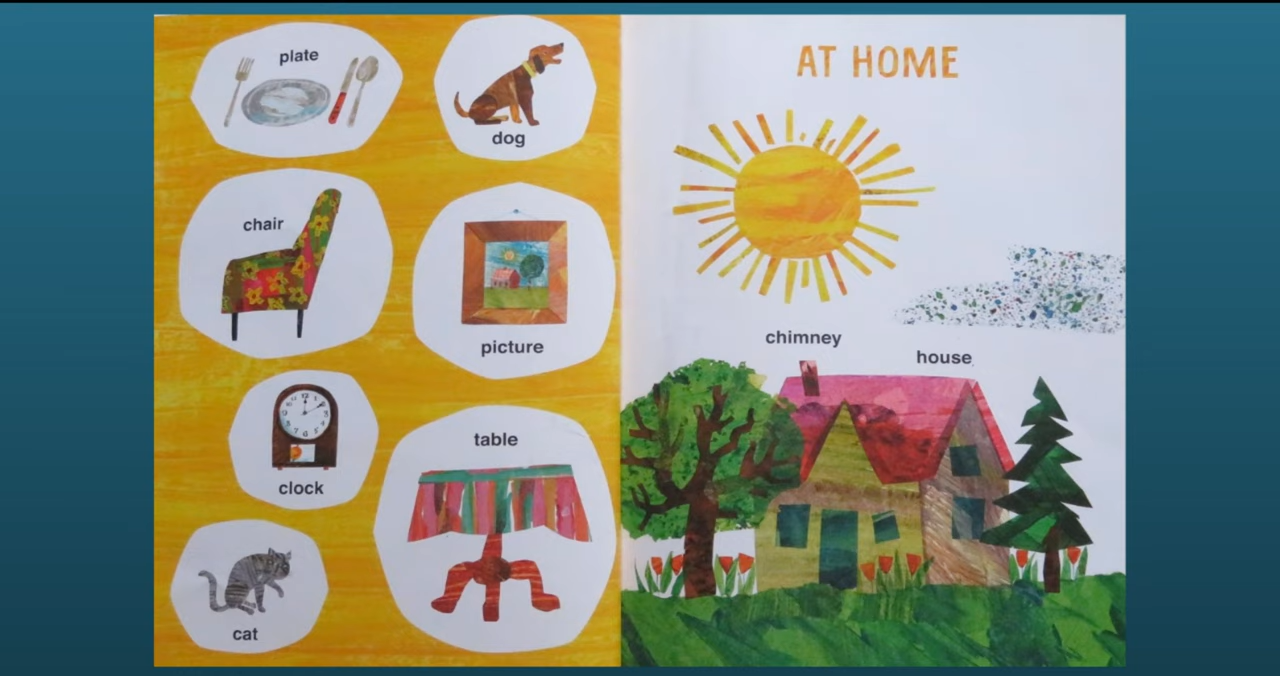 plate
dog
chair
picture
clock
table
cat
AT HOME
chimney
house